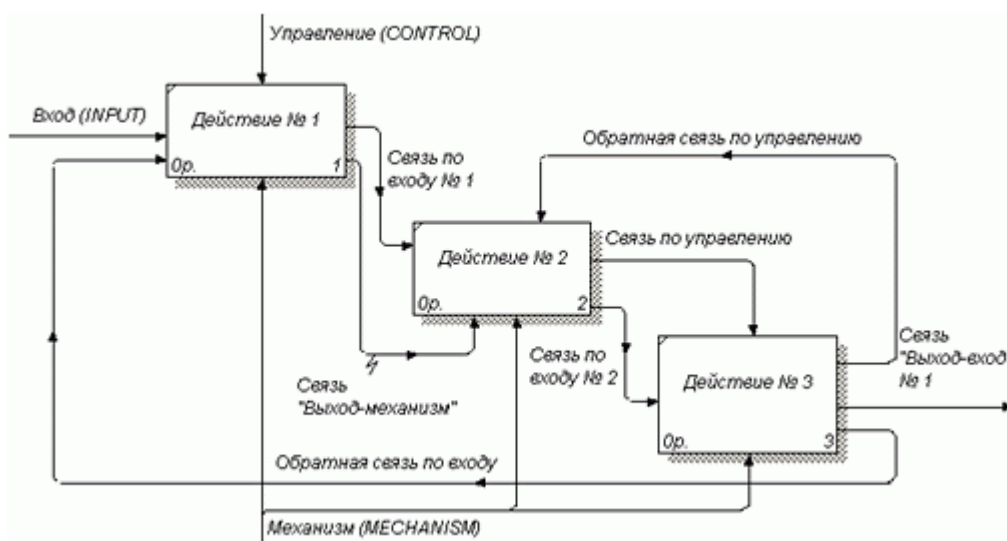 Управление (CONTROL)
Вход (INPUT)
Действие № 1
0р.
1
Связь по
входу № 1
Обратная связь по управлению
Действие № 2
0р.
2
Связь по управлению
Связь по
входу № 2
Связь
"Выход-механизм"
Действие № 3
0р.
3
Связь
"Выход-вход
№ 1
Обратная связь по входу
Механизм (MECHANISM)